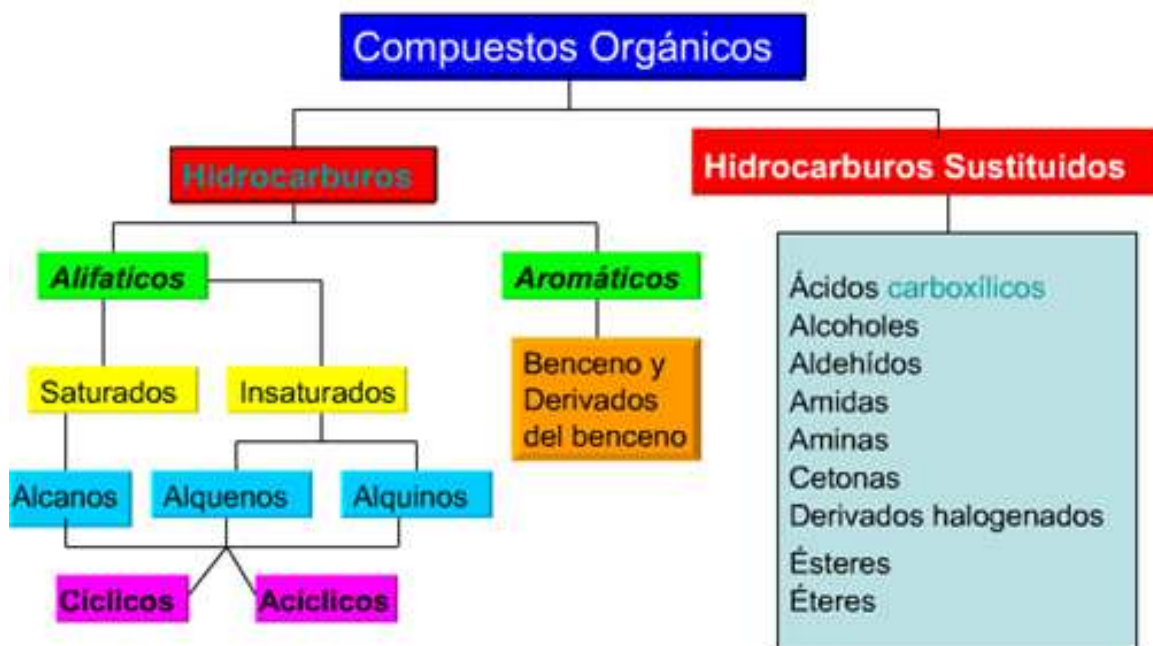 Compuestos Orgánicos
Hidrocarburos
Hidrocarburos Sustituidos
Alifaticos
Aromáticos
Saturados
Insaturados
Benceno y
Derivados
del benceno
Alcanos
Alquenos
Alquinos
Cíclicos
Acíclicos
Ácidos carboxílicos
Alcoholes
Aldehídos
Amidas
Aminas
Cetonas
Derivados halogenados
Ésteres
Éteres